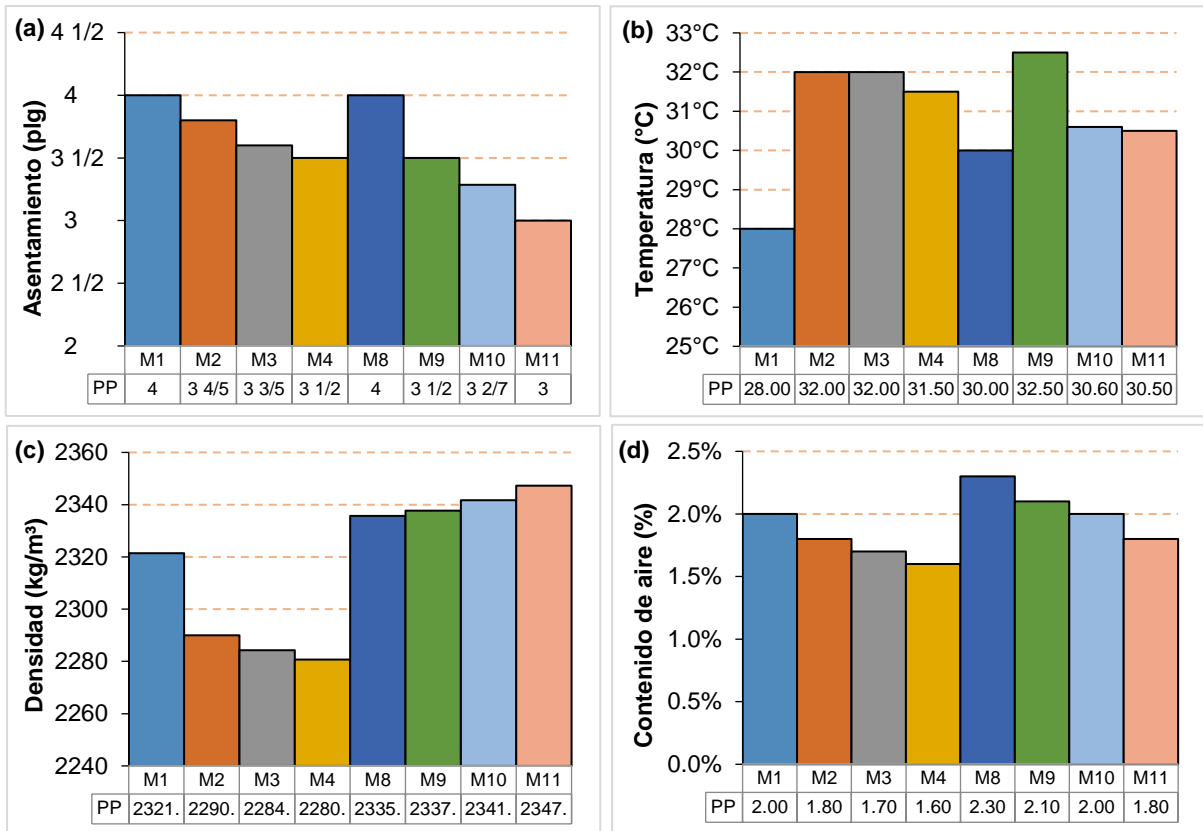 (a)
Asentamiento (plg)
4 1/2
4
3 1/2
3
2 1/2
2
M1 M2 M3 M4 M8 M9 M10 M11
PP 4 3 4/5 3 3/5 3 1/2 4 3 1/2 3 2/7 3
(b)
Temperatura (°C)
33°C
32°C
31°C
30°C
29°C
28°C
27°C
26°C
25°C
M1 M2 M3 M4 M8 M9 M10 M11
PP 28.00 32.00 32.00 31.50 30.00 32.50 30.60 30.50
(c)
Densidad (kg/m³)
2360
2340
2320
2300
2280
2260
2240
M1 M2 M3 M4 M8 M9 M10 M11
PP 2321. 2290. 2284. 2280. 2335. 2337. 2341. 2347.
(d)
Contenido de aire (%)
2.5%
2.0%
1.5%
1.0%
0.5%
0.0%
M1 M2 M3 M4 M8 M9 M10 M11
PP 2.00 1.80 1.70 1.60 2.30 2.10 2.00 1.80